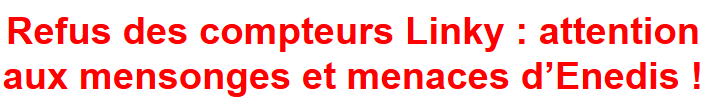 Refus des compteurs Linky : attention
aux mensonges et menaces d’Enedis !